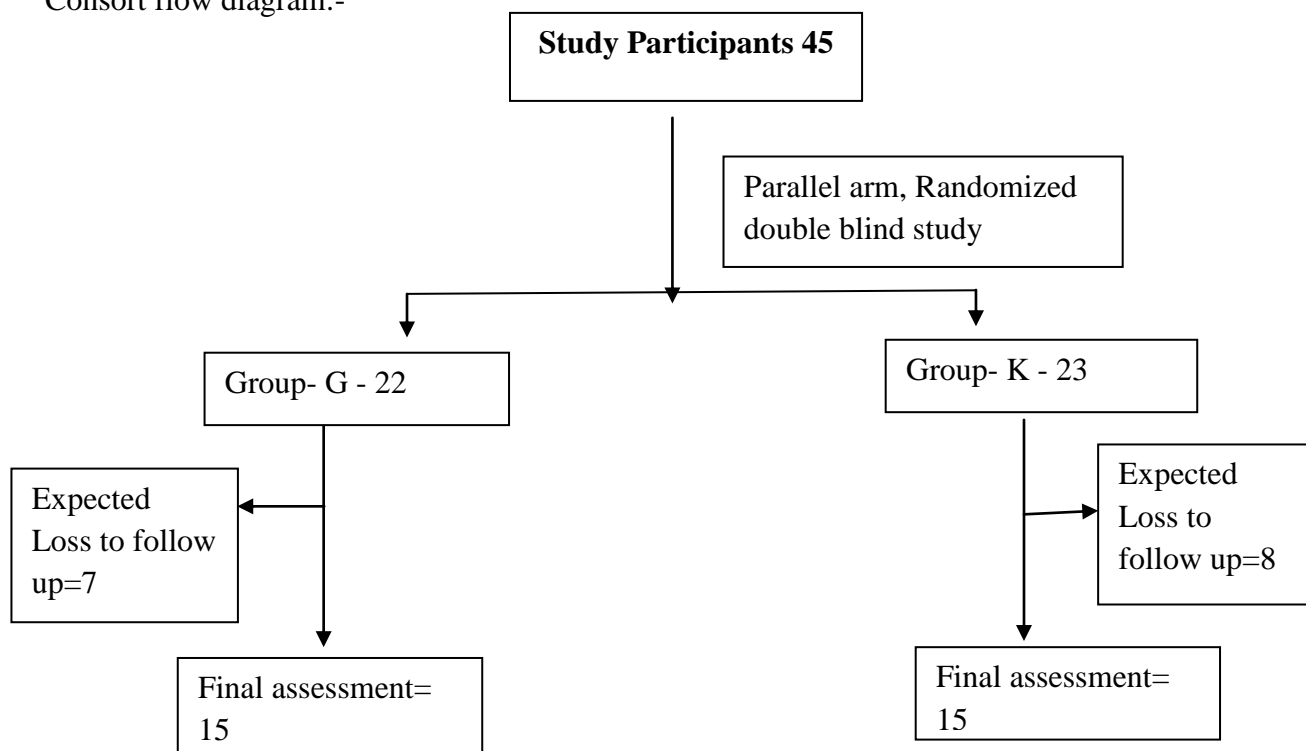 Consort flow diagram:-
Study Participants 45
Parallel arm, Randomized
double blind study
Group- G - 22
Group- K - 23
Expected
Loss to follow
up=7
Expected
Loss to
follow up=8
Final assessment=
15
Final assessment=
15